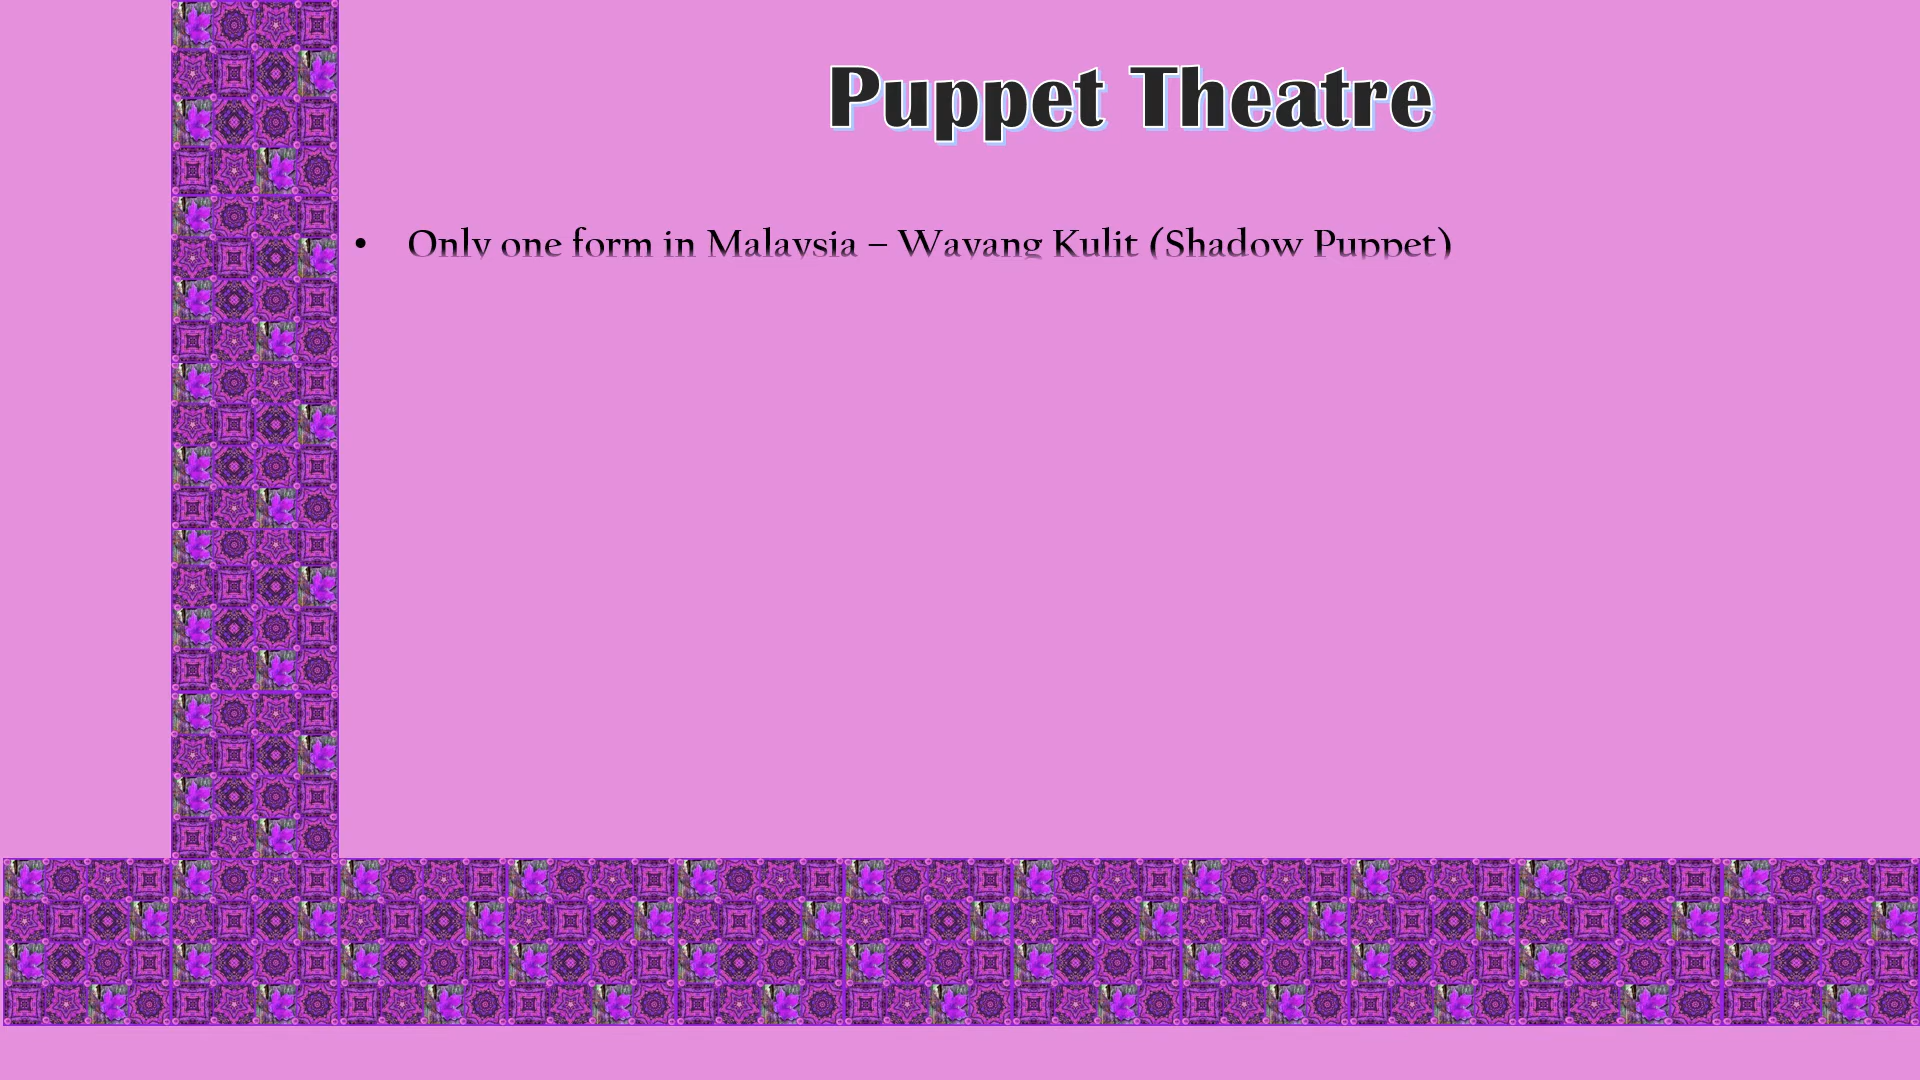 Puppet Theatre
• Only one form in Malaysia – Wayang Kulit (Shadow Puppet)